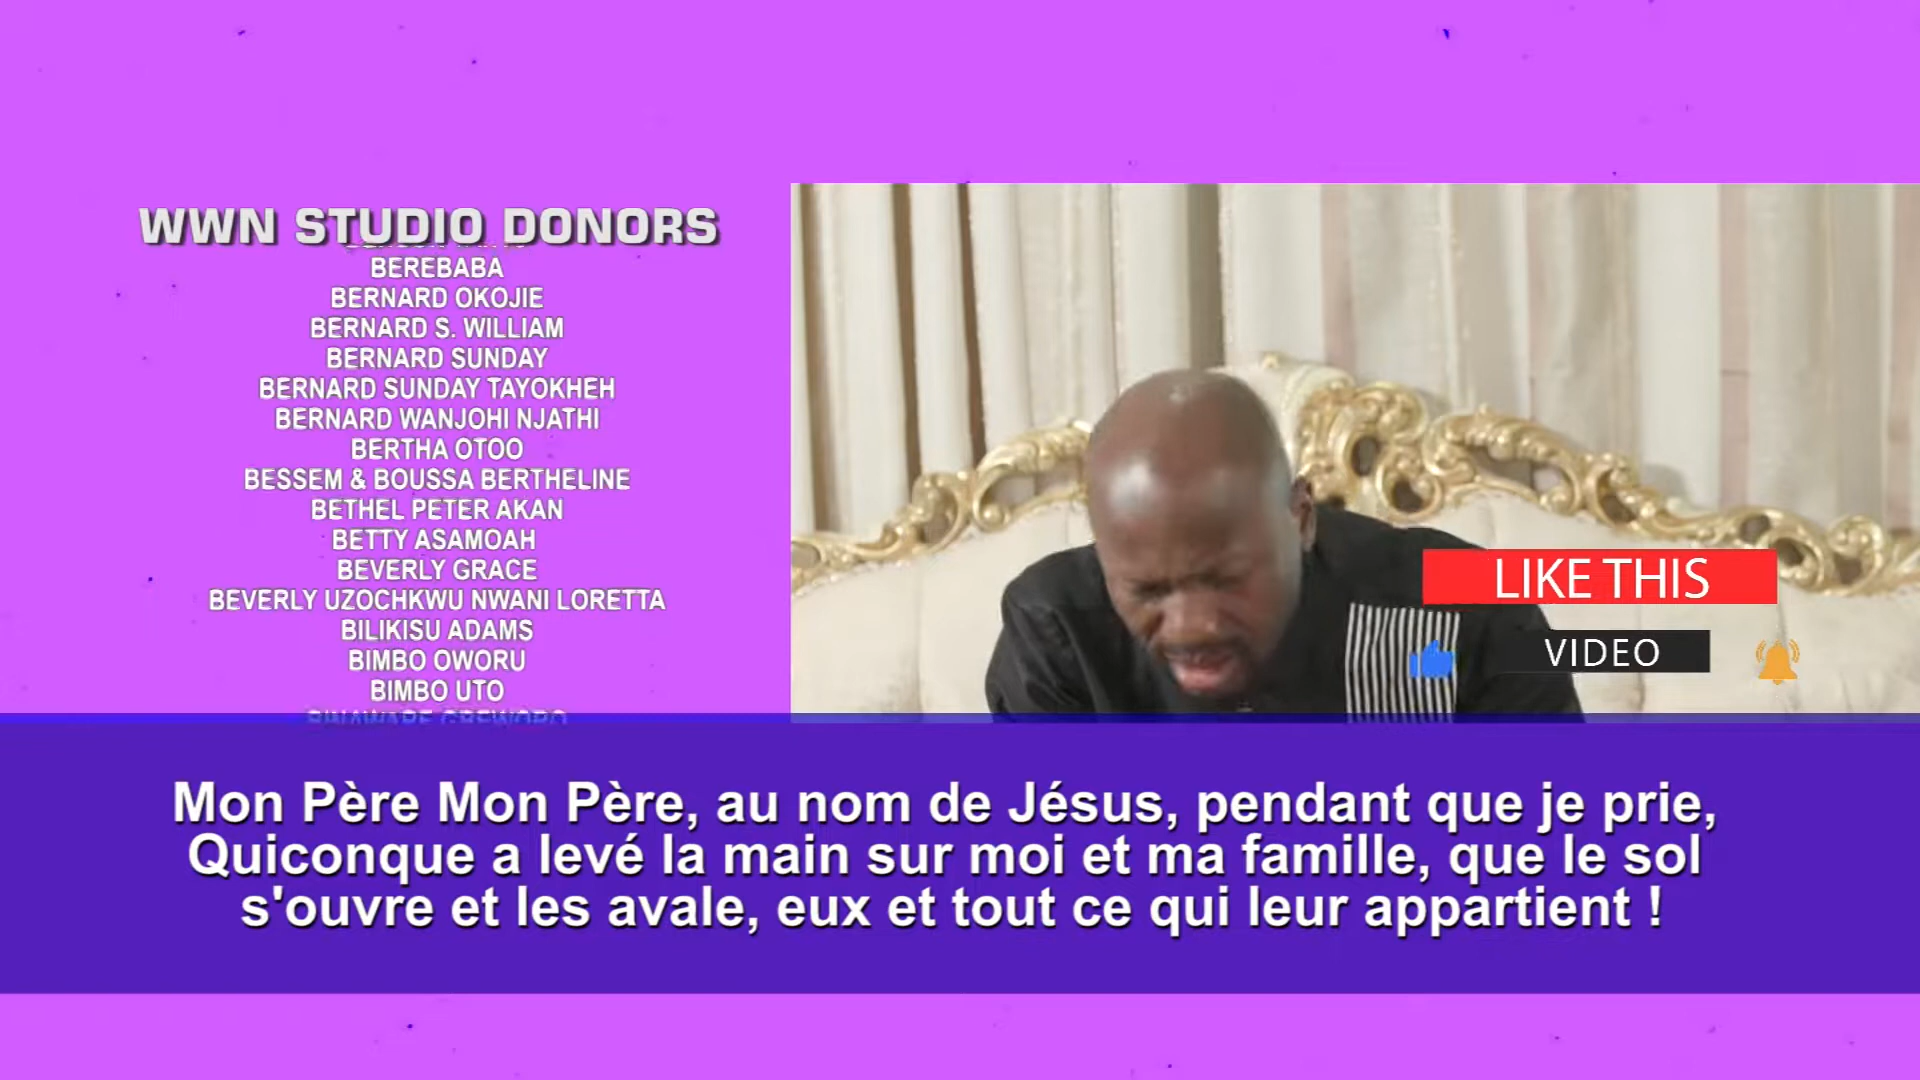 WWN STUDIO DONORS
BEREBABA
BERNARD OKOJIE
BERNARD S. WILLIAM
BERNARD SUNDAY
BERNARD SUNDAY TAYOKHEH
BERNARD WANJOHI NJATHI
BERTHA OTOO
BESSEM & BOUSSA BERTHELINE
BETHEL PETER AKAN
BETTY ASAMOAH
BEVERLY GRACE
BEVERLY UZOCHKWU NWANI LORETTA
BILIKISU ADAMS
BIMBO OWORU
BIMBO UTO
LIKE THIS
VIDEO
Mon Père Mon Père, au nom de Jésus, pendant que je prie,
Quiconque a levé la main sur moi et ma famille, que le sol
s'ouvre et les avale, eux et tout ce qui leur appartient !